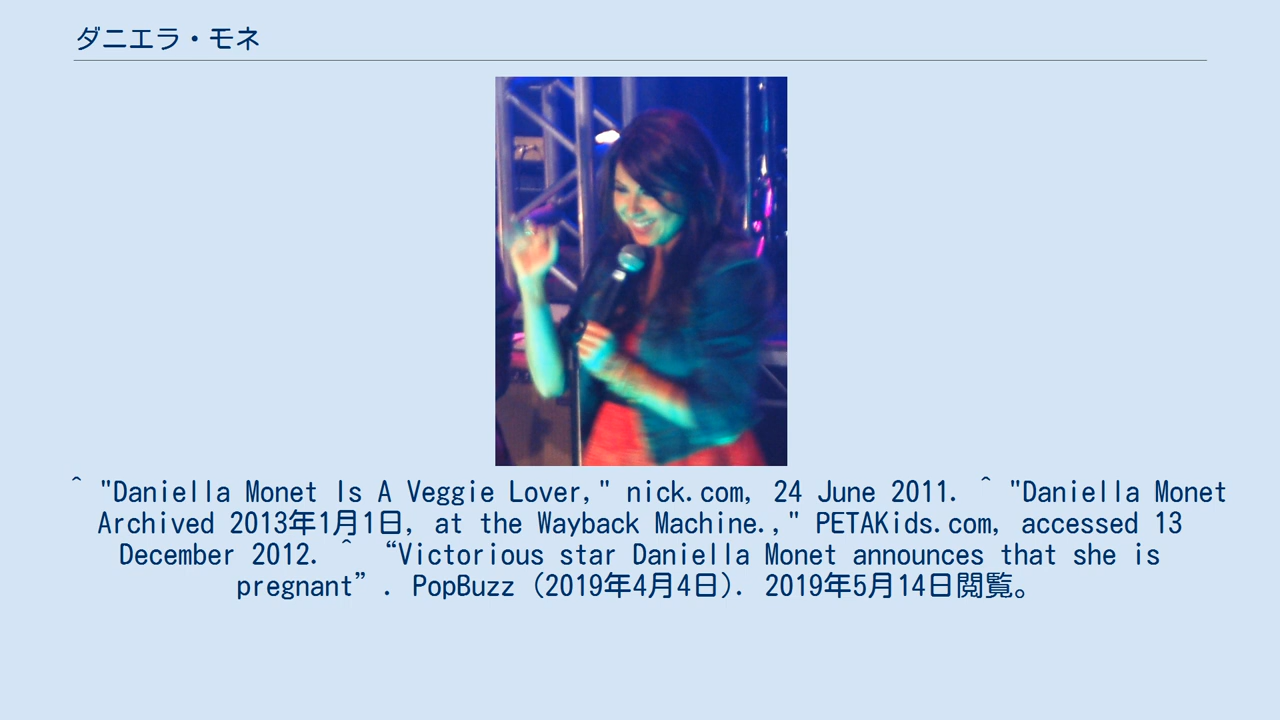 ダニエラ・モネ
^ "Daniella Monet Is A Veggie Lover," nick.com, 24 June 2011. ^ "Daniella Monet
Archived 2013年1月1日, at the Wayback Machine.," PETAKids.com, accessed 13
December 2012. ^ “Victorious star Daniella Monet announces that she is
pregnant”. PopBuzz (2019年4月4日). 2019年5月14日閲覧。